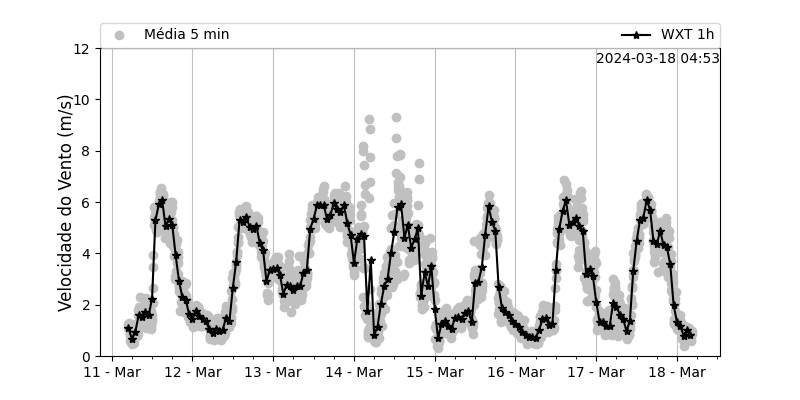 Média 5 min
WXT 1h
2024-03-18 04:53
Velocidade do Vento (m/s)
12
10
8
6
4
2
0
11 - Mar
12 - Mar
13 - Mar
14 - Mar
15 - Mar
16 - Mar
17 - Mar
18 - Mar